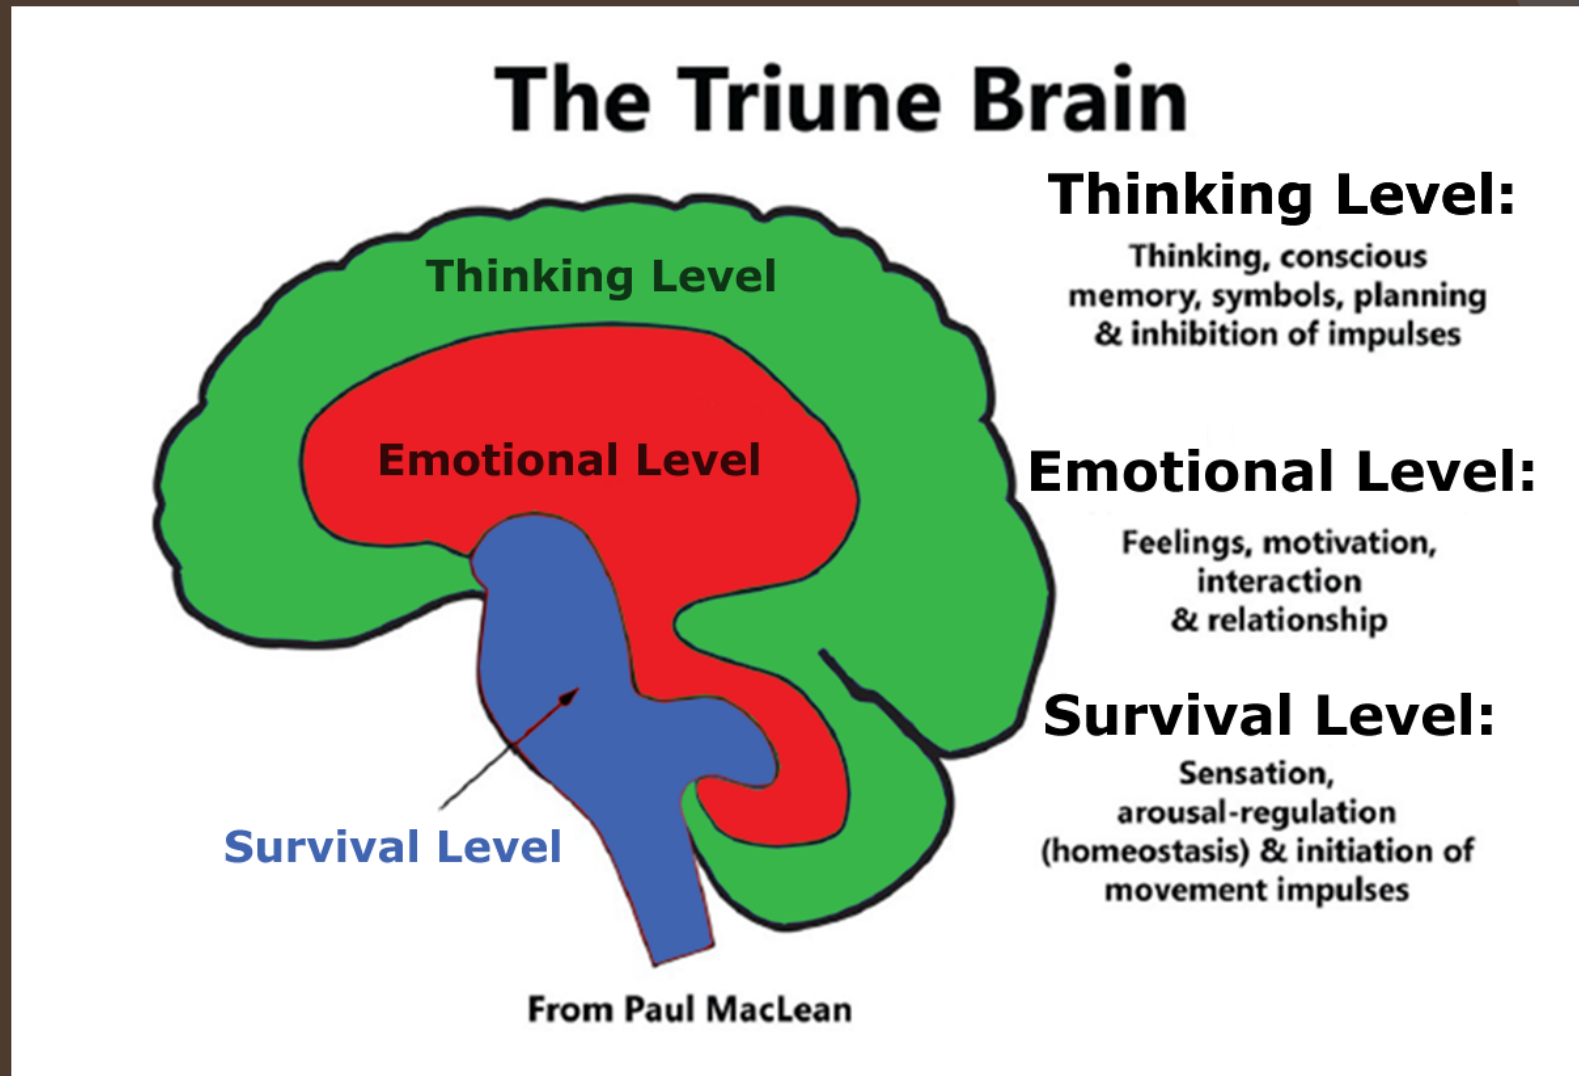 The Triune Brain
Thinking Level
Emotional Level
Survival Level
Thinking Level:
Thinking, conscious
memory, symbols, planning
& inhibition of impulses
Emotional Level:
Feelings, motivation,
interaction
& relationship
Survival Level:
Sensation,
arousal-regulation
(homeostasis) & initiation of
movement impulses
From Paul MacLean